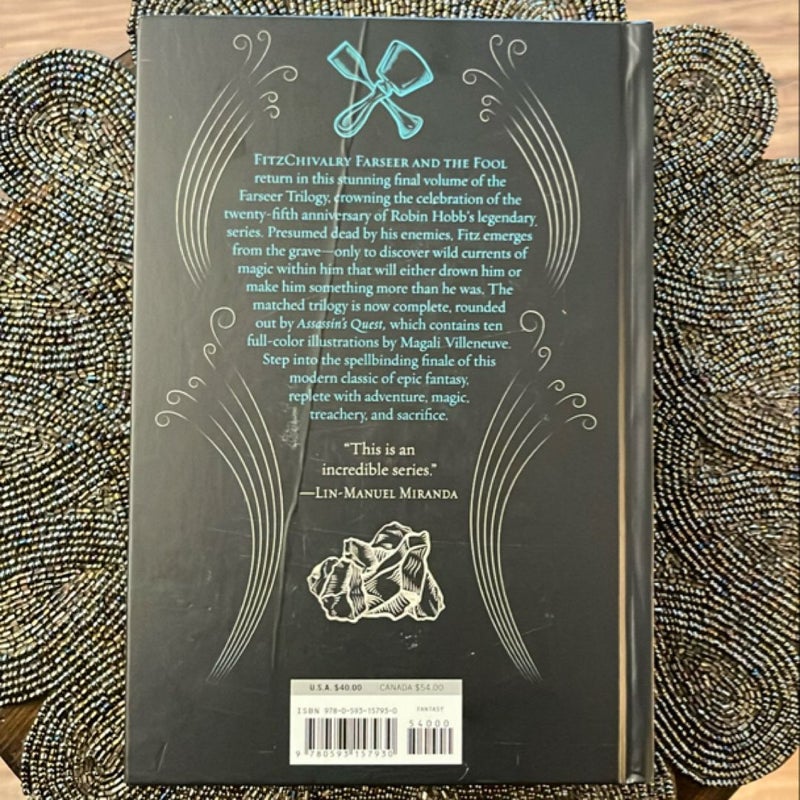 FitzChivalry Farseer and the Fool
return in this stunning final volume of the
Farseer Trilogy, crowning the celebration of the
twenty-fifth anniversary of Robin Hobb's legendary
series. Presumed dead by his enemies, Fitz emerges
from the grave—only to discover wild currents of
magic within him that will either drown him or
make him something more than he was. The
matched trilogy is now complete, rounded
out by Assassin's Quest, which contains ten
full-color illustrations by Magali Villeneuve.
Step into the spellbinding finale of this
modern classic of epic fantasy,
replete with adventure, magic,
treachery, and sacrifice.
“This is an
incredible series.”
—Lin-Manuel Miranda
U.S.A. $40.00 CANADA $54.00
ISBN 978-0-593-15793-0 FANTASY
54000
9 780593 157930